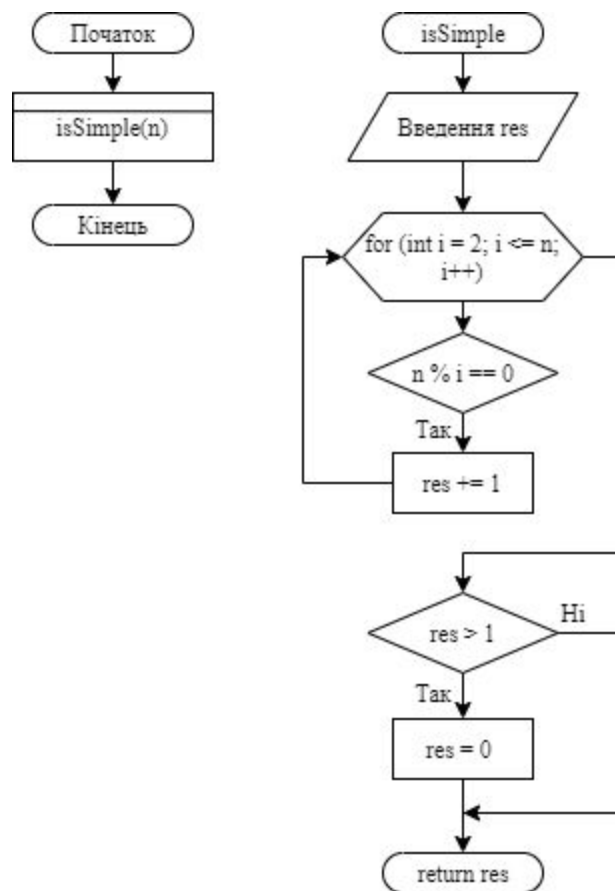 Початок
isSimple(n)
Кінець
isSimple
Введення res
for (int i = 2; i <= n;
i++)
n % i == 0
Так
res += 1
res > 1
Ні
Так
res = 0
return res